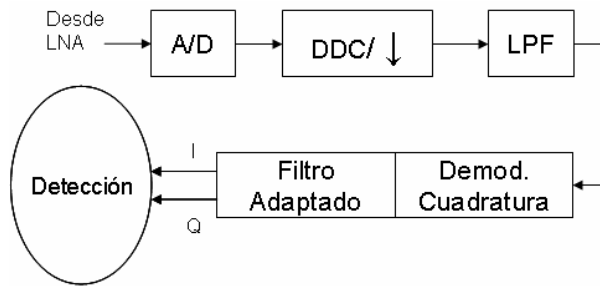 Desde
LNA
A/D
DDC/ ↓
LPF
Detección
I
Q
Filtro
Adaptado
Demod.
Cuadratura